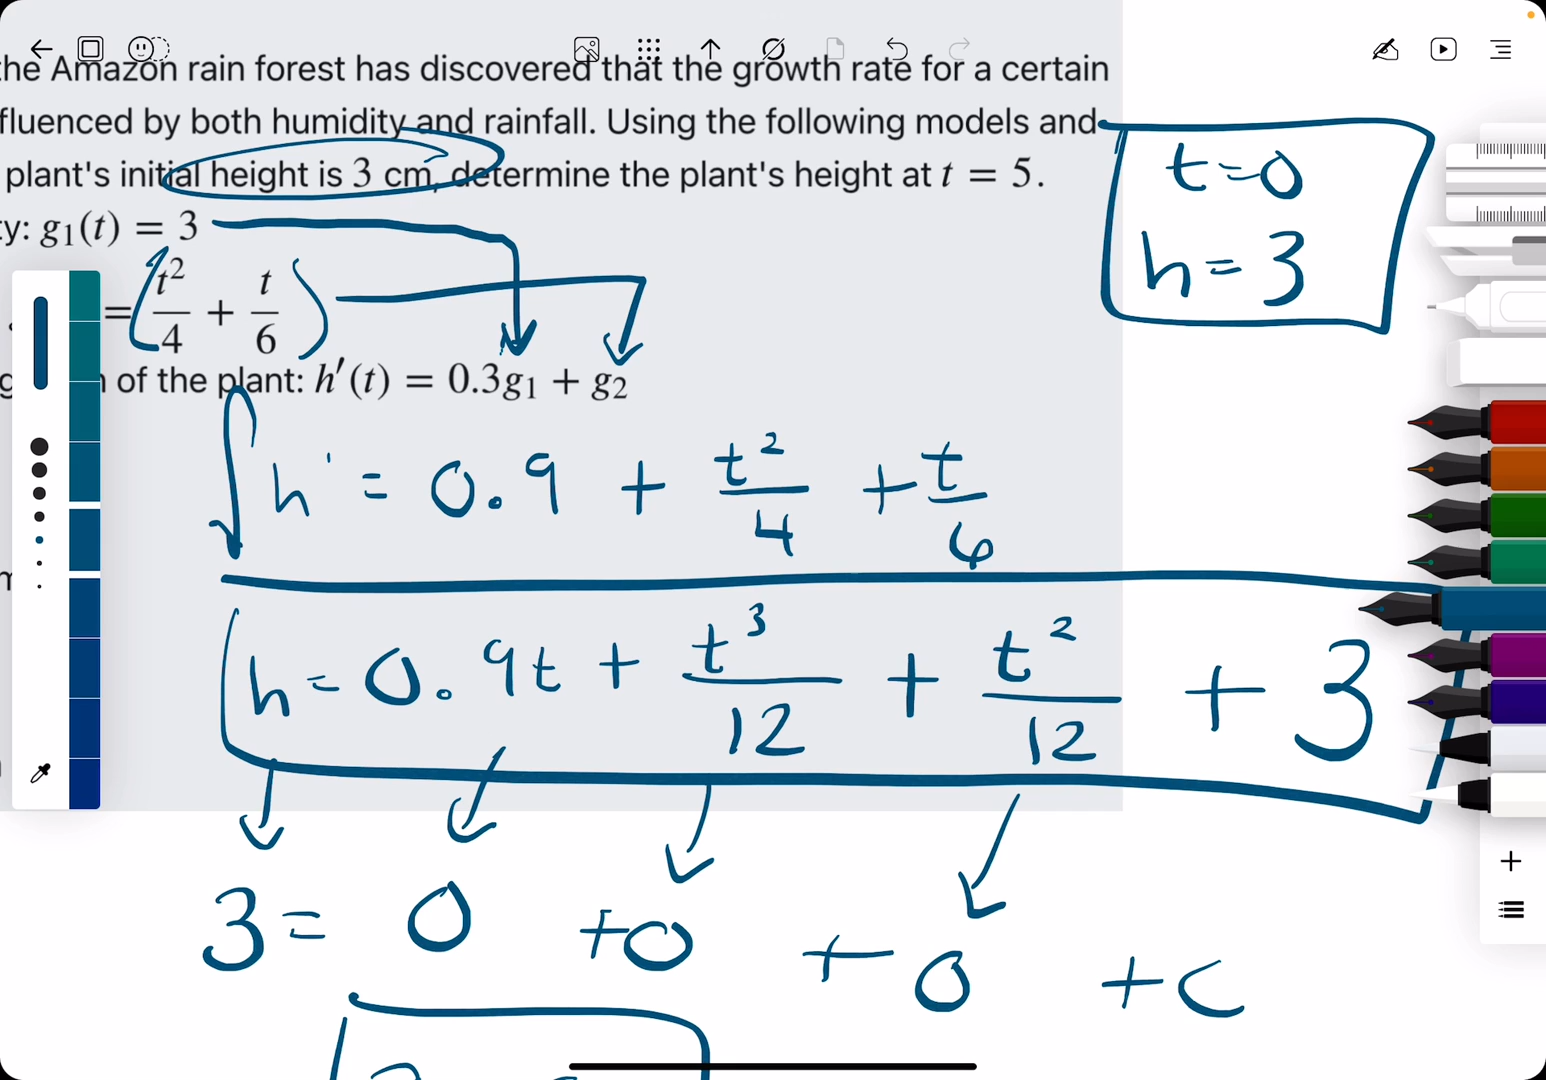 the Amazon rain forest has discovered that the growth rate for a certain
fluenced by both humidity and rainfall. Using the following models and
plant's initial height is 3 cm, determine the plant's height at t = 5.
t=0
h=3
ty: g₁(t) = 3
= (t²/4 + t/6)
of the plant: h′(t) = 0.3g₁ + g₂
∫ h' = 0.9 + t²/4 + t/6
h = 0.9t + t³/12 + t²/12 + 3
3 = 0 + 0 + 0 + c